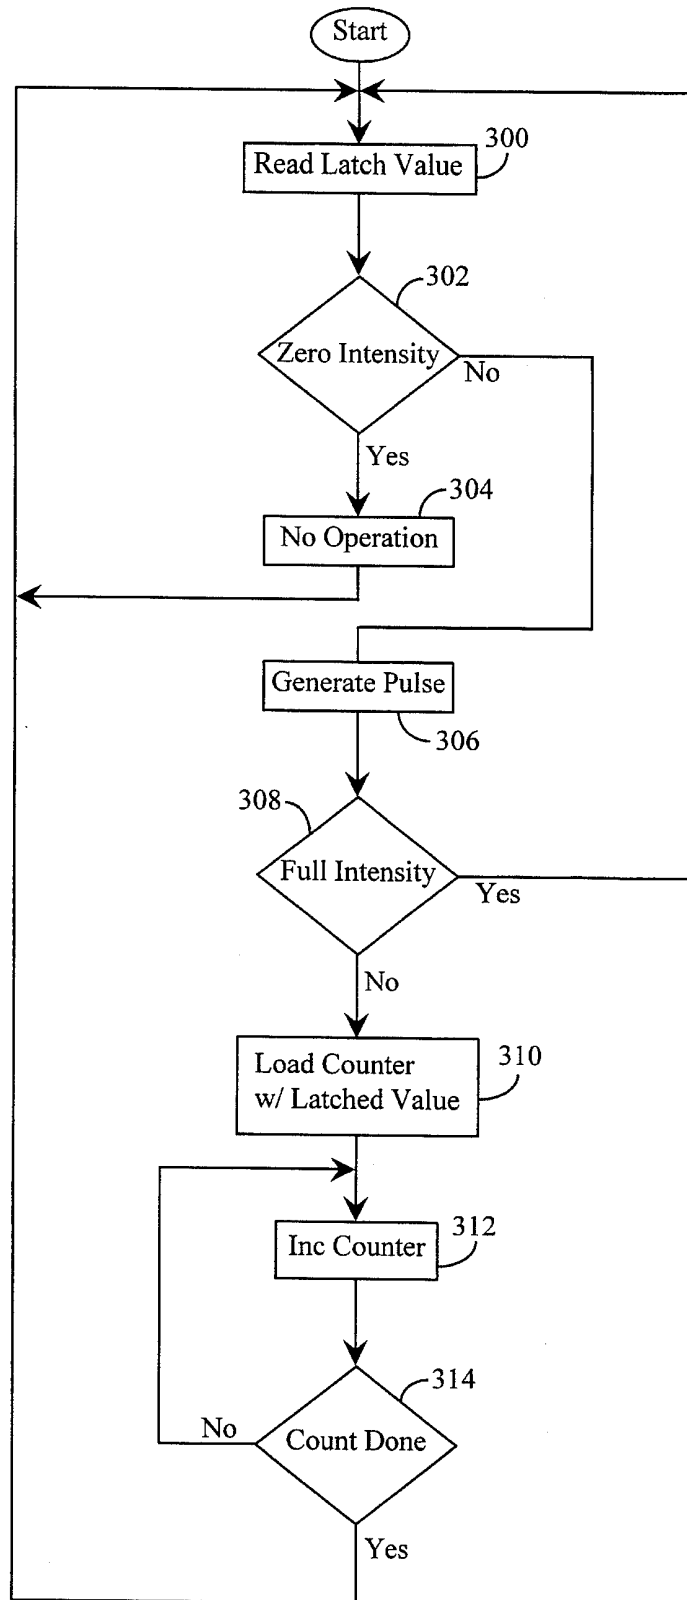 Start
300
Read Latch Value
302
Zero Intensity
No
Yes
304
No Operation
Generate Pulse
306
308
Full Intensity
Yes
No
Load Counter
w/ Latched Value
310
Inc Counter
312
314
No
Count Done
Yes